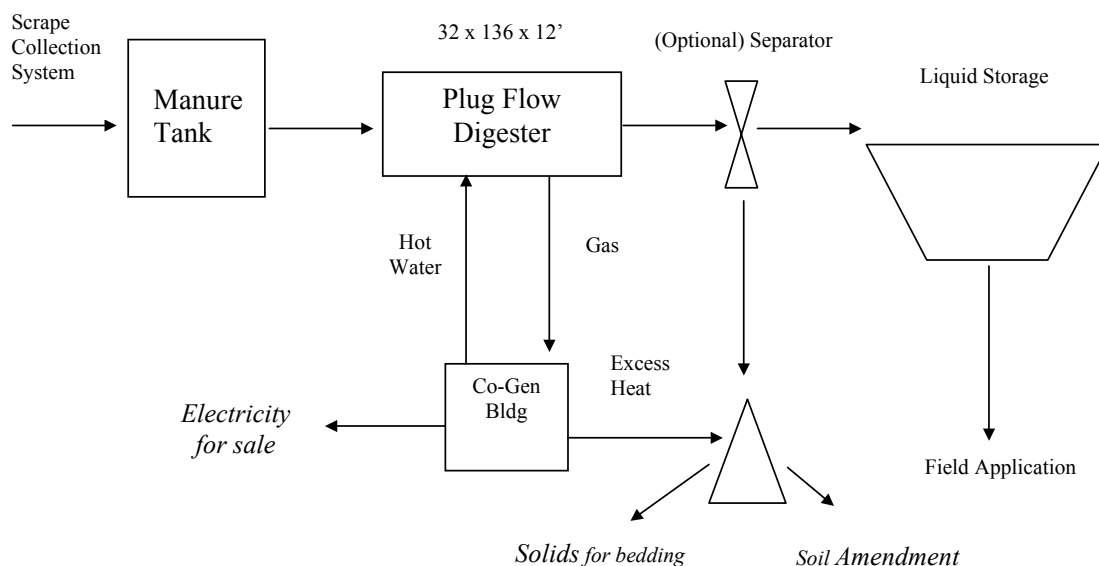 Scrape
Collection
System
32 x 136 x 12’
(Optional) Separator
Liquid Storage
Manure
Tank
Plug Flow
Digester
Hot
Water
Gas
Excess
Heat
Co-Gen
Bldg
Electricity
for sale
Field Application
Solids for bedding
Soil Amendment